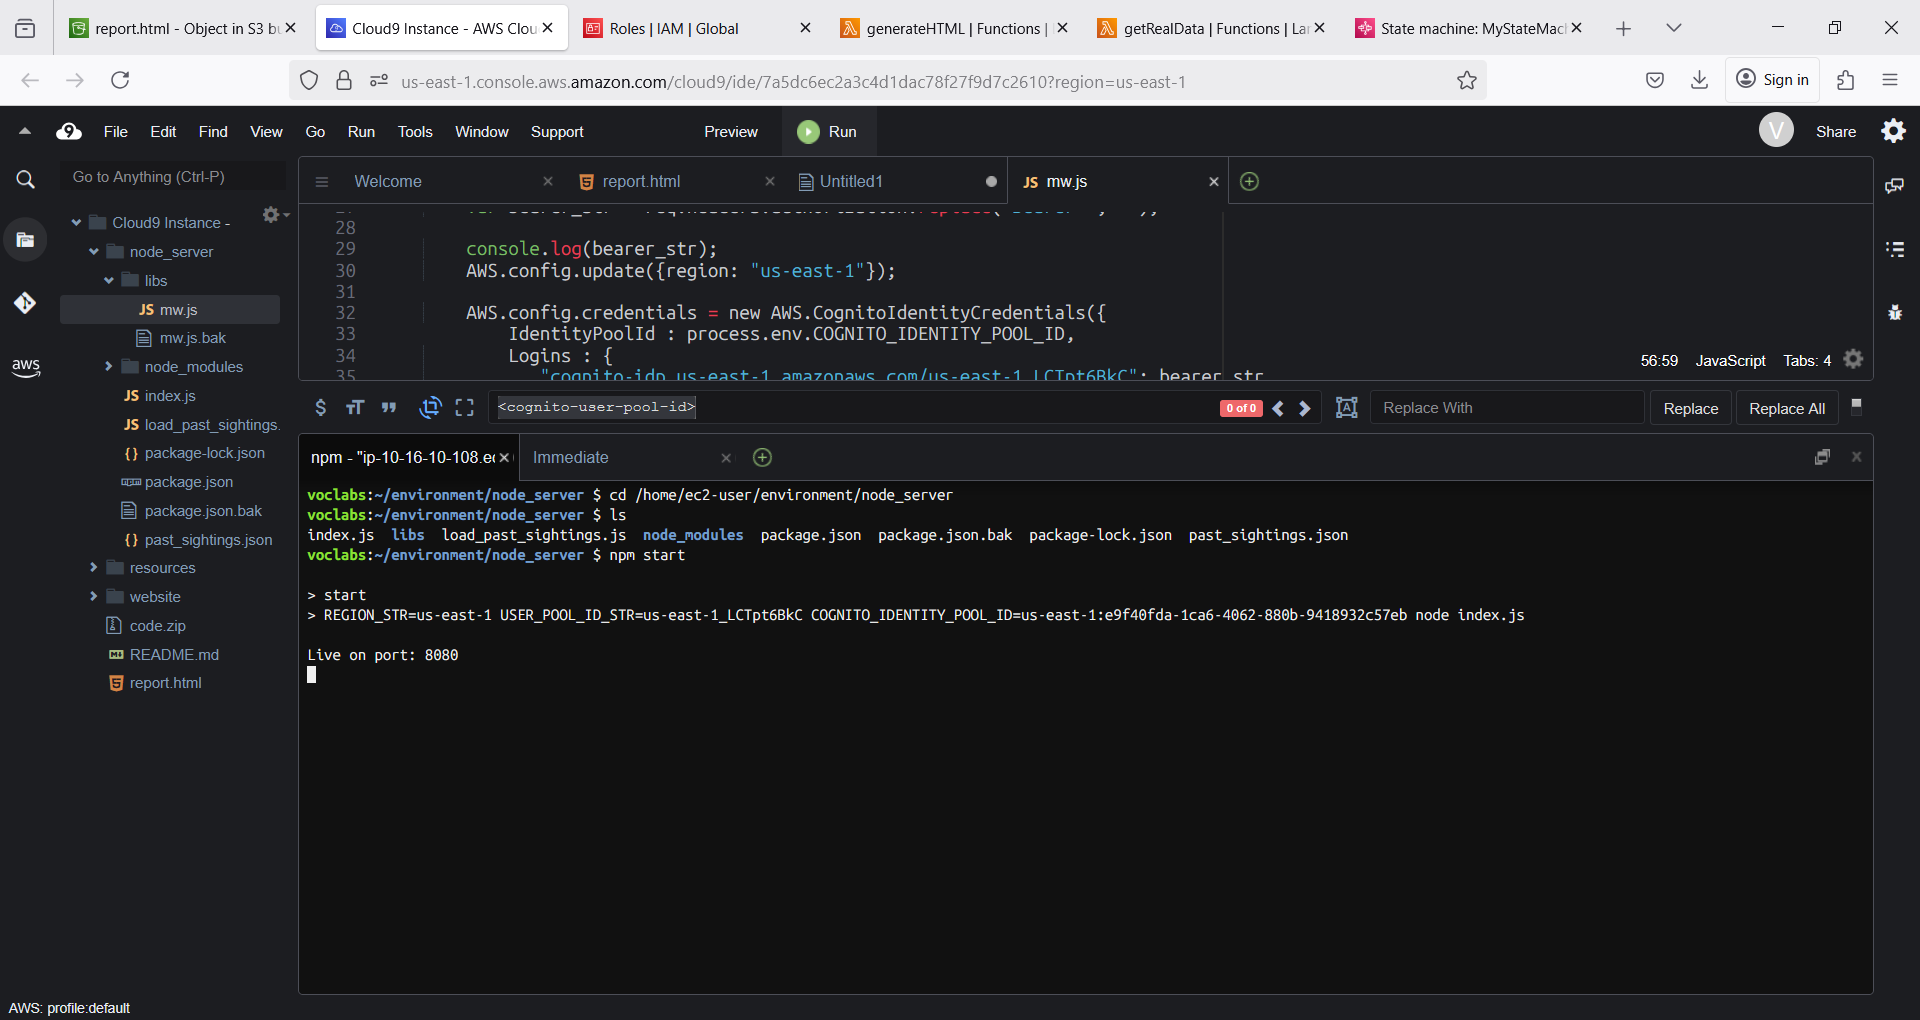 report.html - Object in S3 b
Cloud9 Instance - AWS Clou
Roles | IAM | Global
generateHTML | Functions |
getRealData | Functions | La
State machine: MyStateMac
us-east-1.console.aws.amazon.com/cloud9/ide/7a5dc6ec2a3c4d1dac78f27f9d7c2610?region=us-east-1
Sign in
9 File Edit Find View Go Run Tools Window Support Preview Run V Share
Go to Anything (Ctrl-P)
Welcome report.html Untitled1 JS mw.js
Cloud9 Instance -
node_server
libs
JS mw.js
mw.js.bak
node_modules
JS index.js
JS load_past_sightings.
{} package-lock.json
npm package.json
package.json.bak
{} past_sightings.json
resources
website
code.zip
README.md
report.html
aws
28
29 console.log(bearer_str);
30 AWS.config.update({region: "us-east-1"});
31
32 AWS.config.credentials = new AWS.CognitoIdentityCredentials({
33 IdentityPoolId : process.env.COGNITO_IDENTITY_POOL_ID,
34 Logins : {
35 "cognito-idp.us-east-1.amazonaws.com/us-east-1_LCTpt6BkC": bearer_str
56:59 JavaScript Tabs: 4
<cognito-user-pool-id> 0 of 0 Replace With Replace Replace All
npm - "ip-10-16-10-108.ec Immediate
voclabs:~/environment/node_server $ cd /home/ec2-user/environment/node_server
voclabs:~/environment/node_server $ ls
index.js libs load_past_sightings.js node_modules package.json package.json.bak package-lock.json past_sightings.json
voclabs:~/environment/node_server $ npm start
> start
> REGION_STR=us-east-1 USER_POOL_ID_STR=us-east-1_LCTpt6BkC COGNITO_IDENTITY_POOL_ID=us-east-1:e9f40fda-1ca6-4062-880b-9418932c57eb node index.js
Live on port: 8080
AWS: profile:default